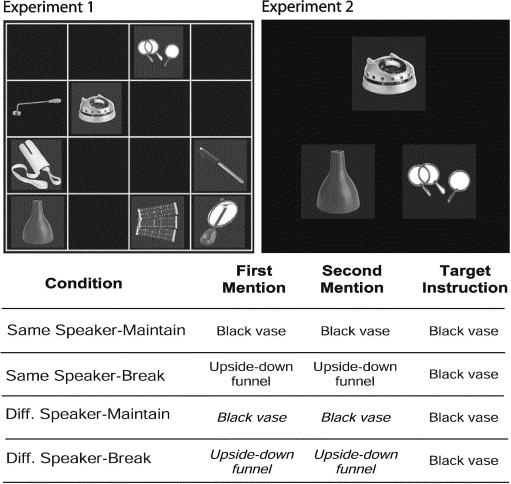 Experiment 1 Experiment 2
Condition First Mention Second Mention Target Instruction
Same Speaker-Maintain Black vase Black vase Black vase
Same Speaker-Break Upside-down funnel Upside-down funnel Black vase
Diff. Speaker-Maintain Black vase Black vase Black vase
Diff. Speaker-Break Upside-down funnel Upside-down funnel Black vase